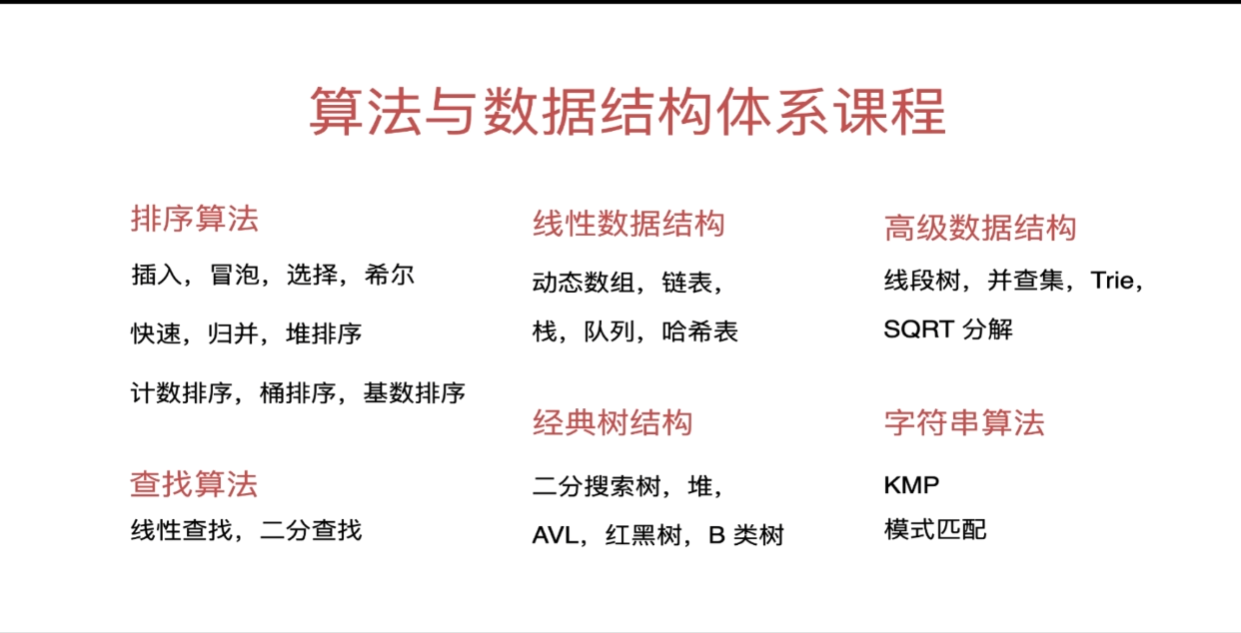 算法与数据结构体系课程
排序算法
插入，冒泡，选择，希尔
快速，归并，堆排序
计数排序，桶排序，基数排序
查找算法
线性查找，二分查找
线性数据结构
动态数组，链表，
栈，队列，哈希表
经典树结构
二分搜索树，堆，
AVL，红黑树，B 类树
高级数据结构
线段树，并查集，Trie，
SQRT 分解
字符串算法
KMP
模式匹配